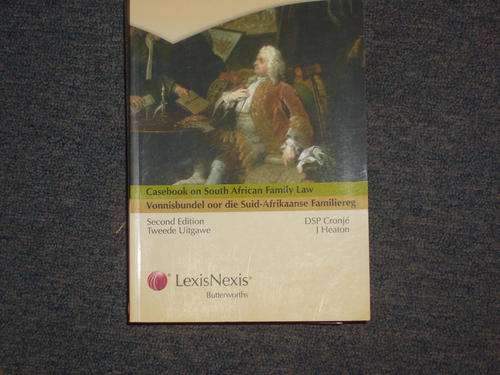 Casebook on South African Family Law
Vonnisbundel oor die Suid-Afrikaanse Familiereg
Second Edition DSP Cronjé
Tweede Uitgawe J Heaton
LexisNexis®
Butterworths